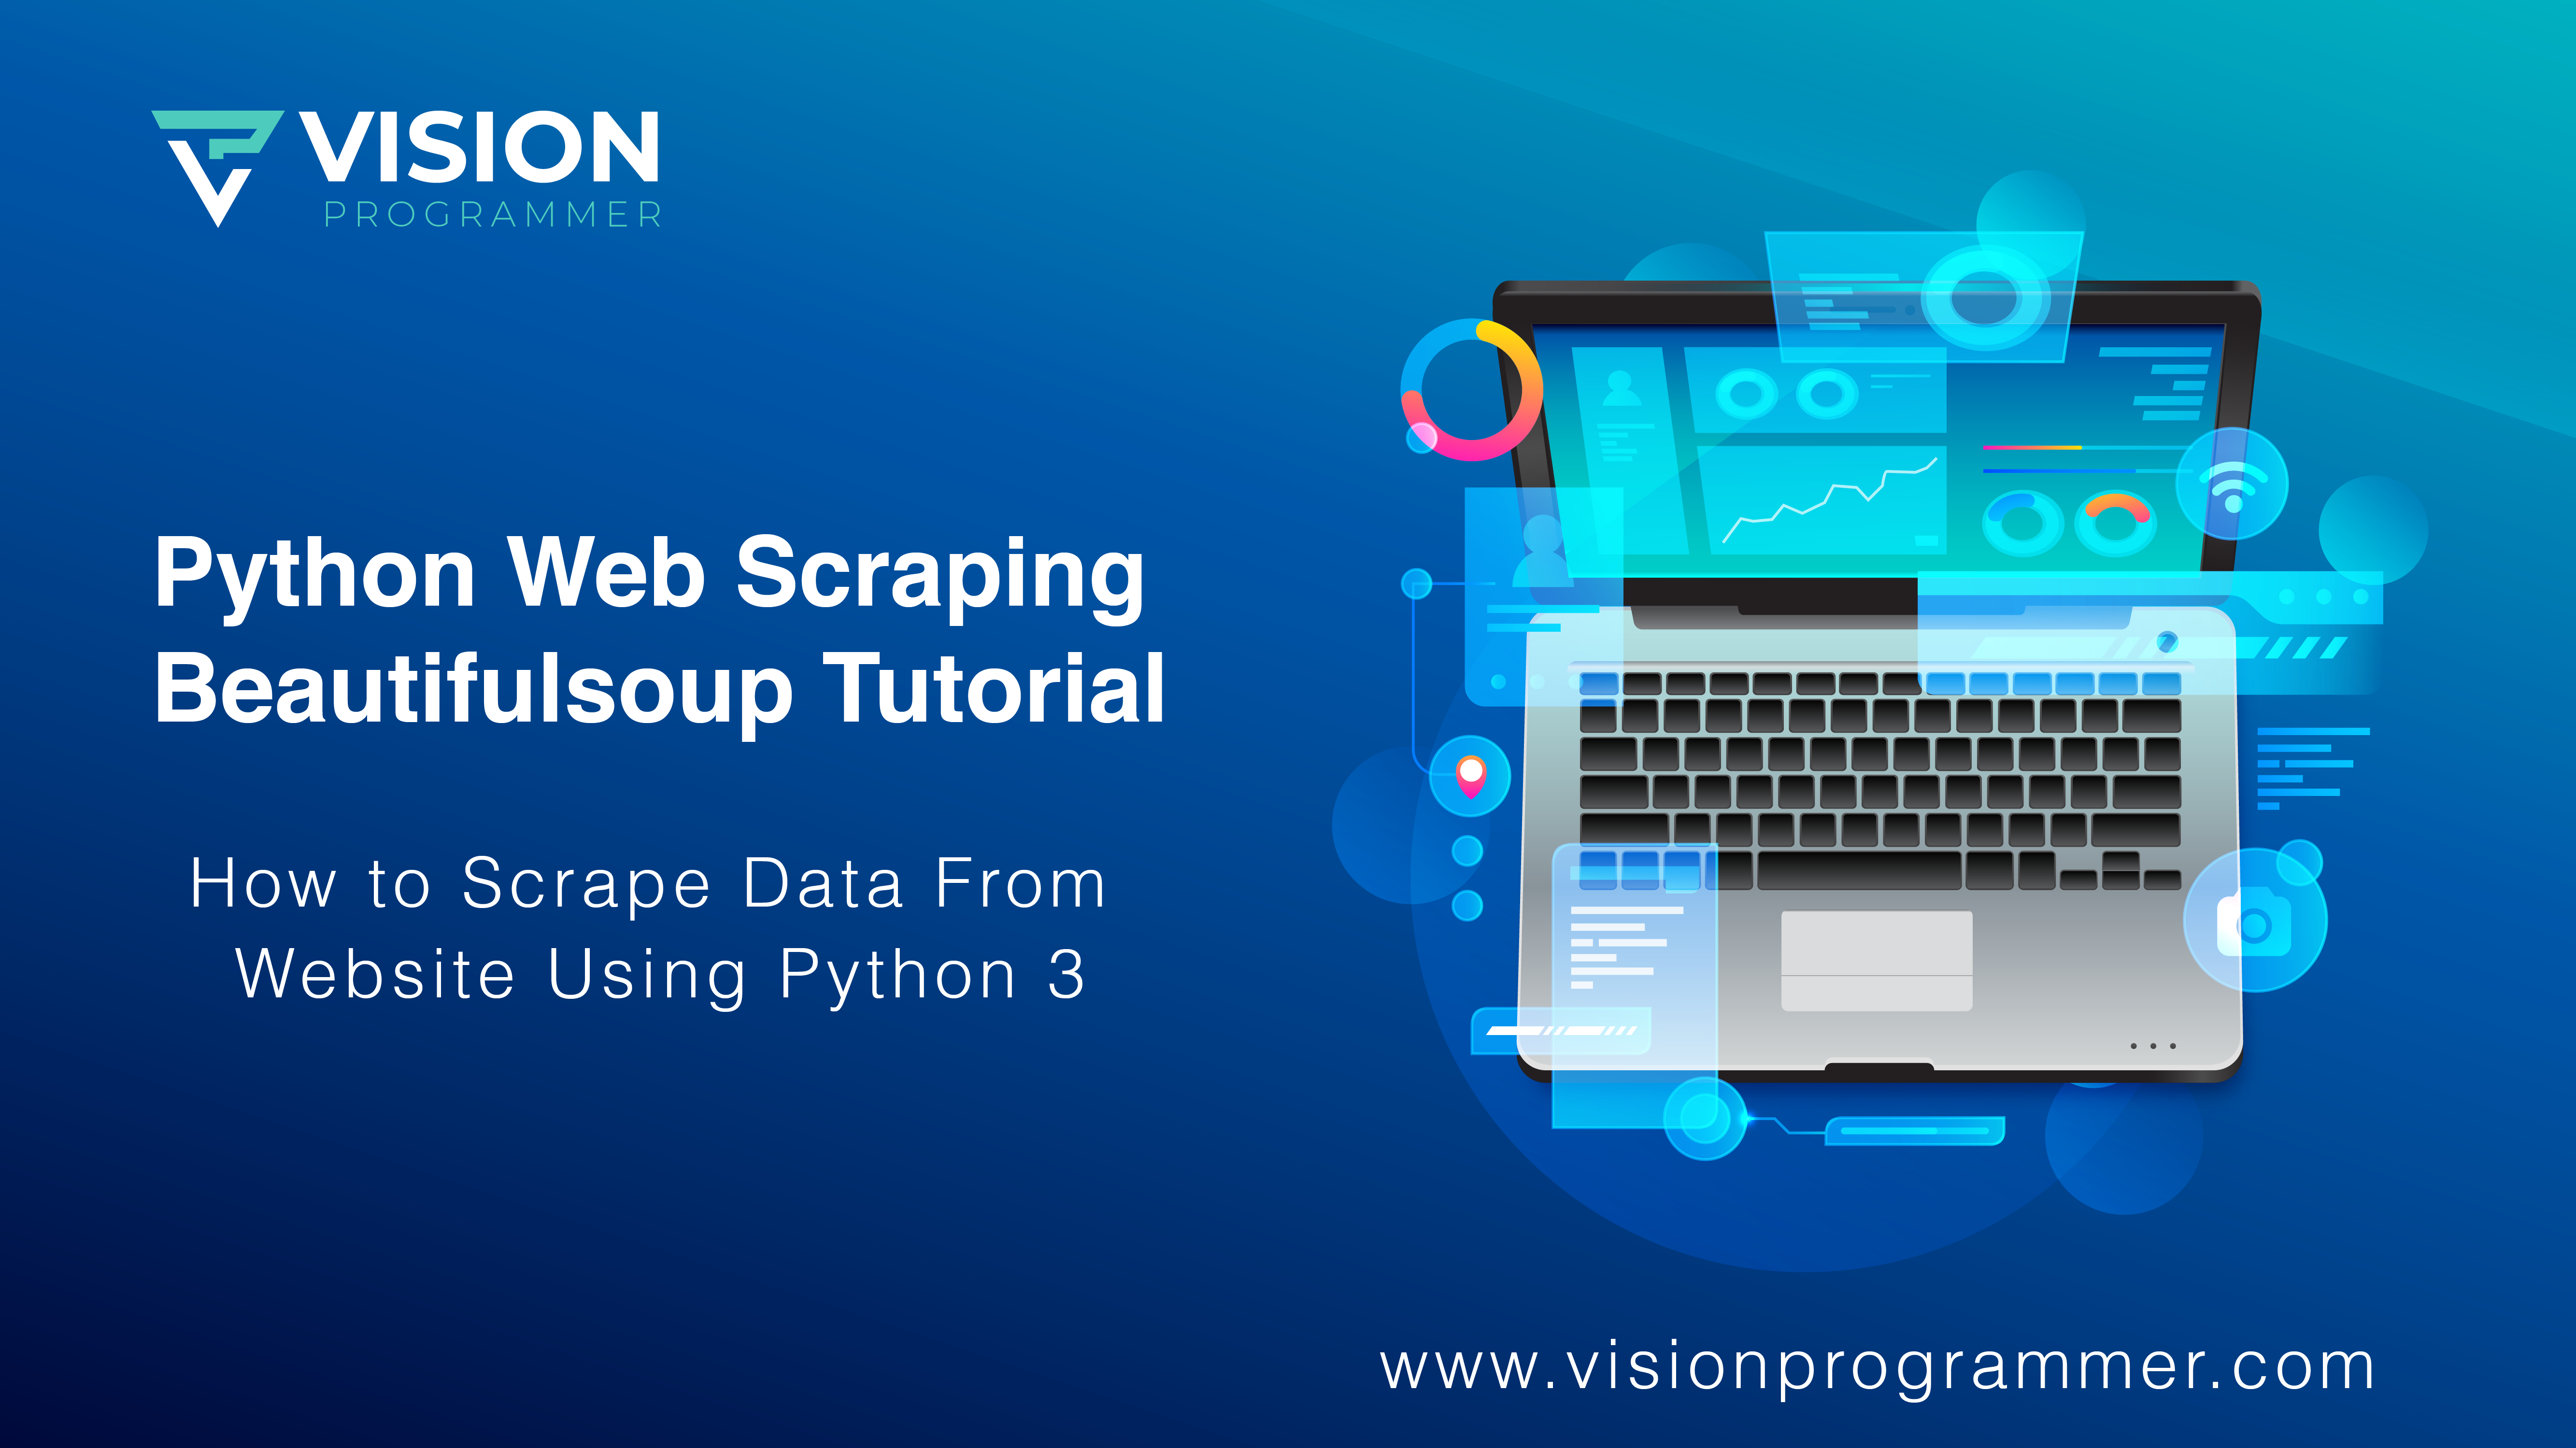 VISION
PROGRAMMER
Python Web Scraping
Beautifulsoup Tutorial
How to Scrape Data From
Website Using Python 3
www.visionprogrammer.com